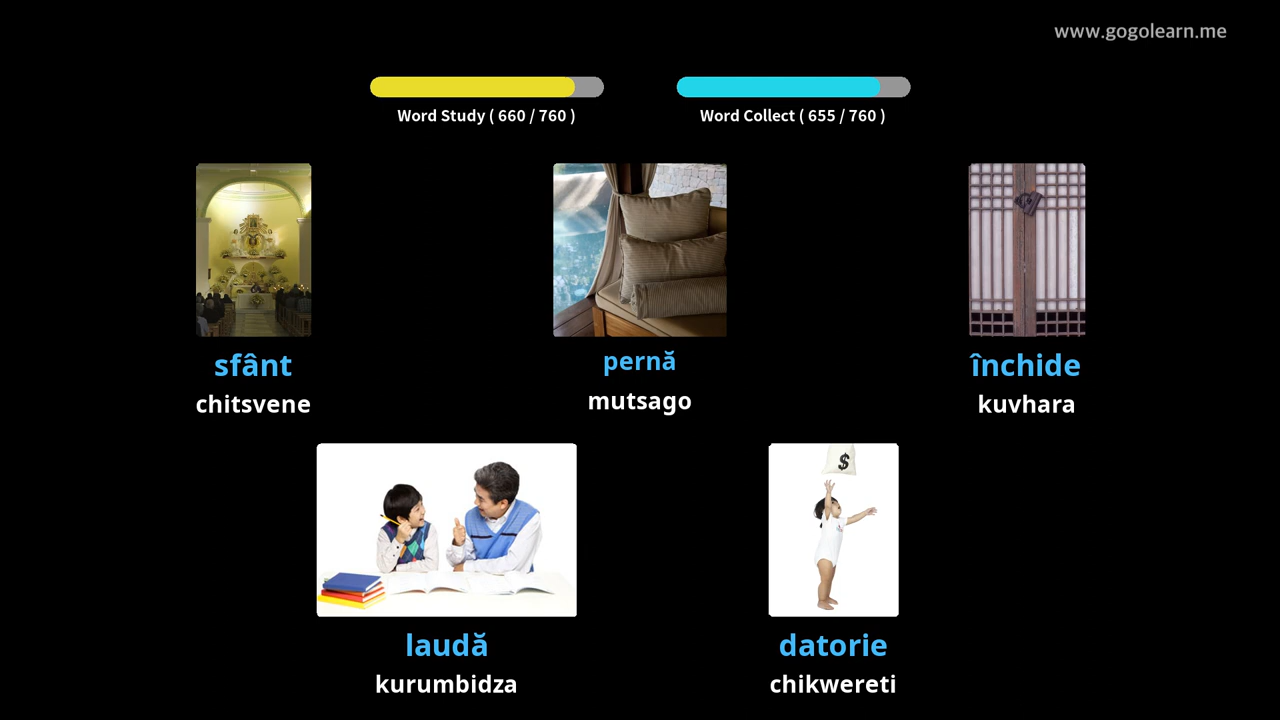 www.gogolearn.me
Word Study ( 660 / 760 )
Word Collect ( 655 / 760 )
sfânt
chitsvene
pernă
mutsago
închide
kuvhara
laudă
kurumbidza
datorie
chikwereti
$